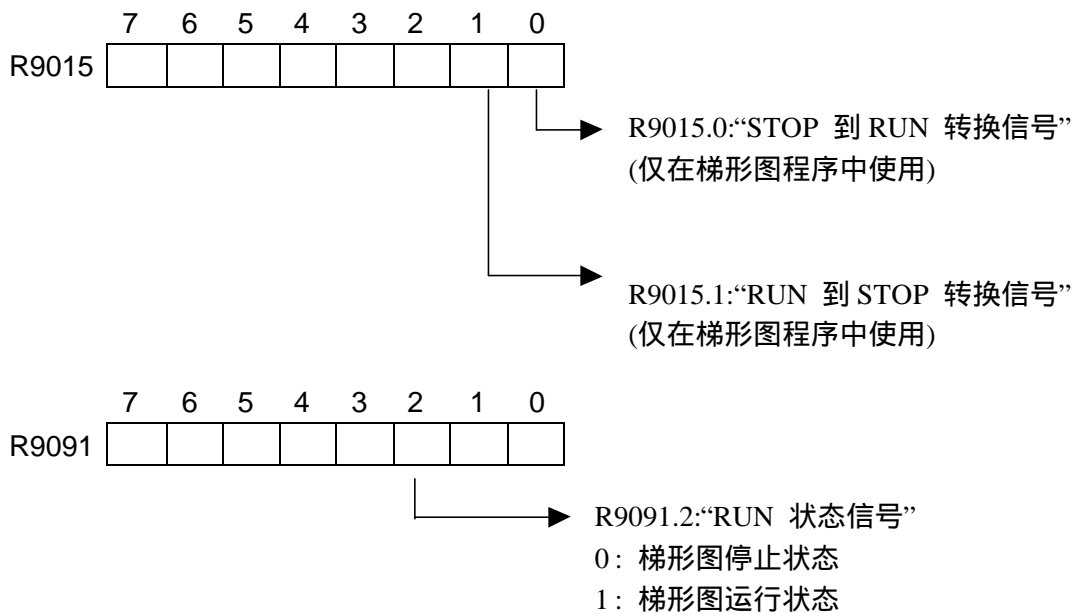 7 6 5 4 3 2 1 0
R9015
R9015.0:“STOP 到 RUN 转换信号”
(仅在梯形图程序中使用)
R9015.1:“RUN 到 STOP 转换信号”
(仅在梯形图程序中使用)
7 6 5 4 3 2 1 0
R9091
R9091.2:“RUN 状态信号”
0 : 梯形图停止状态
1 : 梯形图运行状态